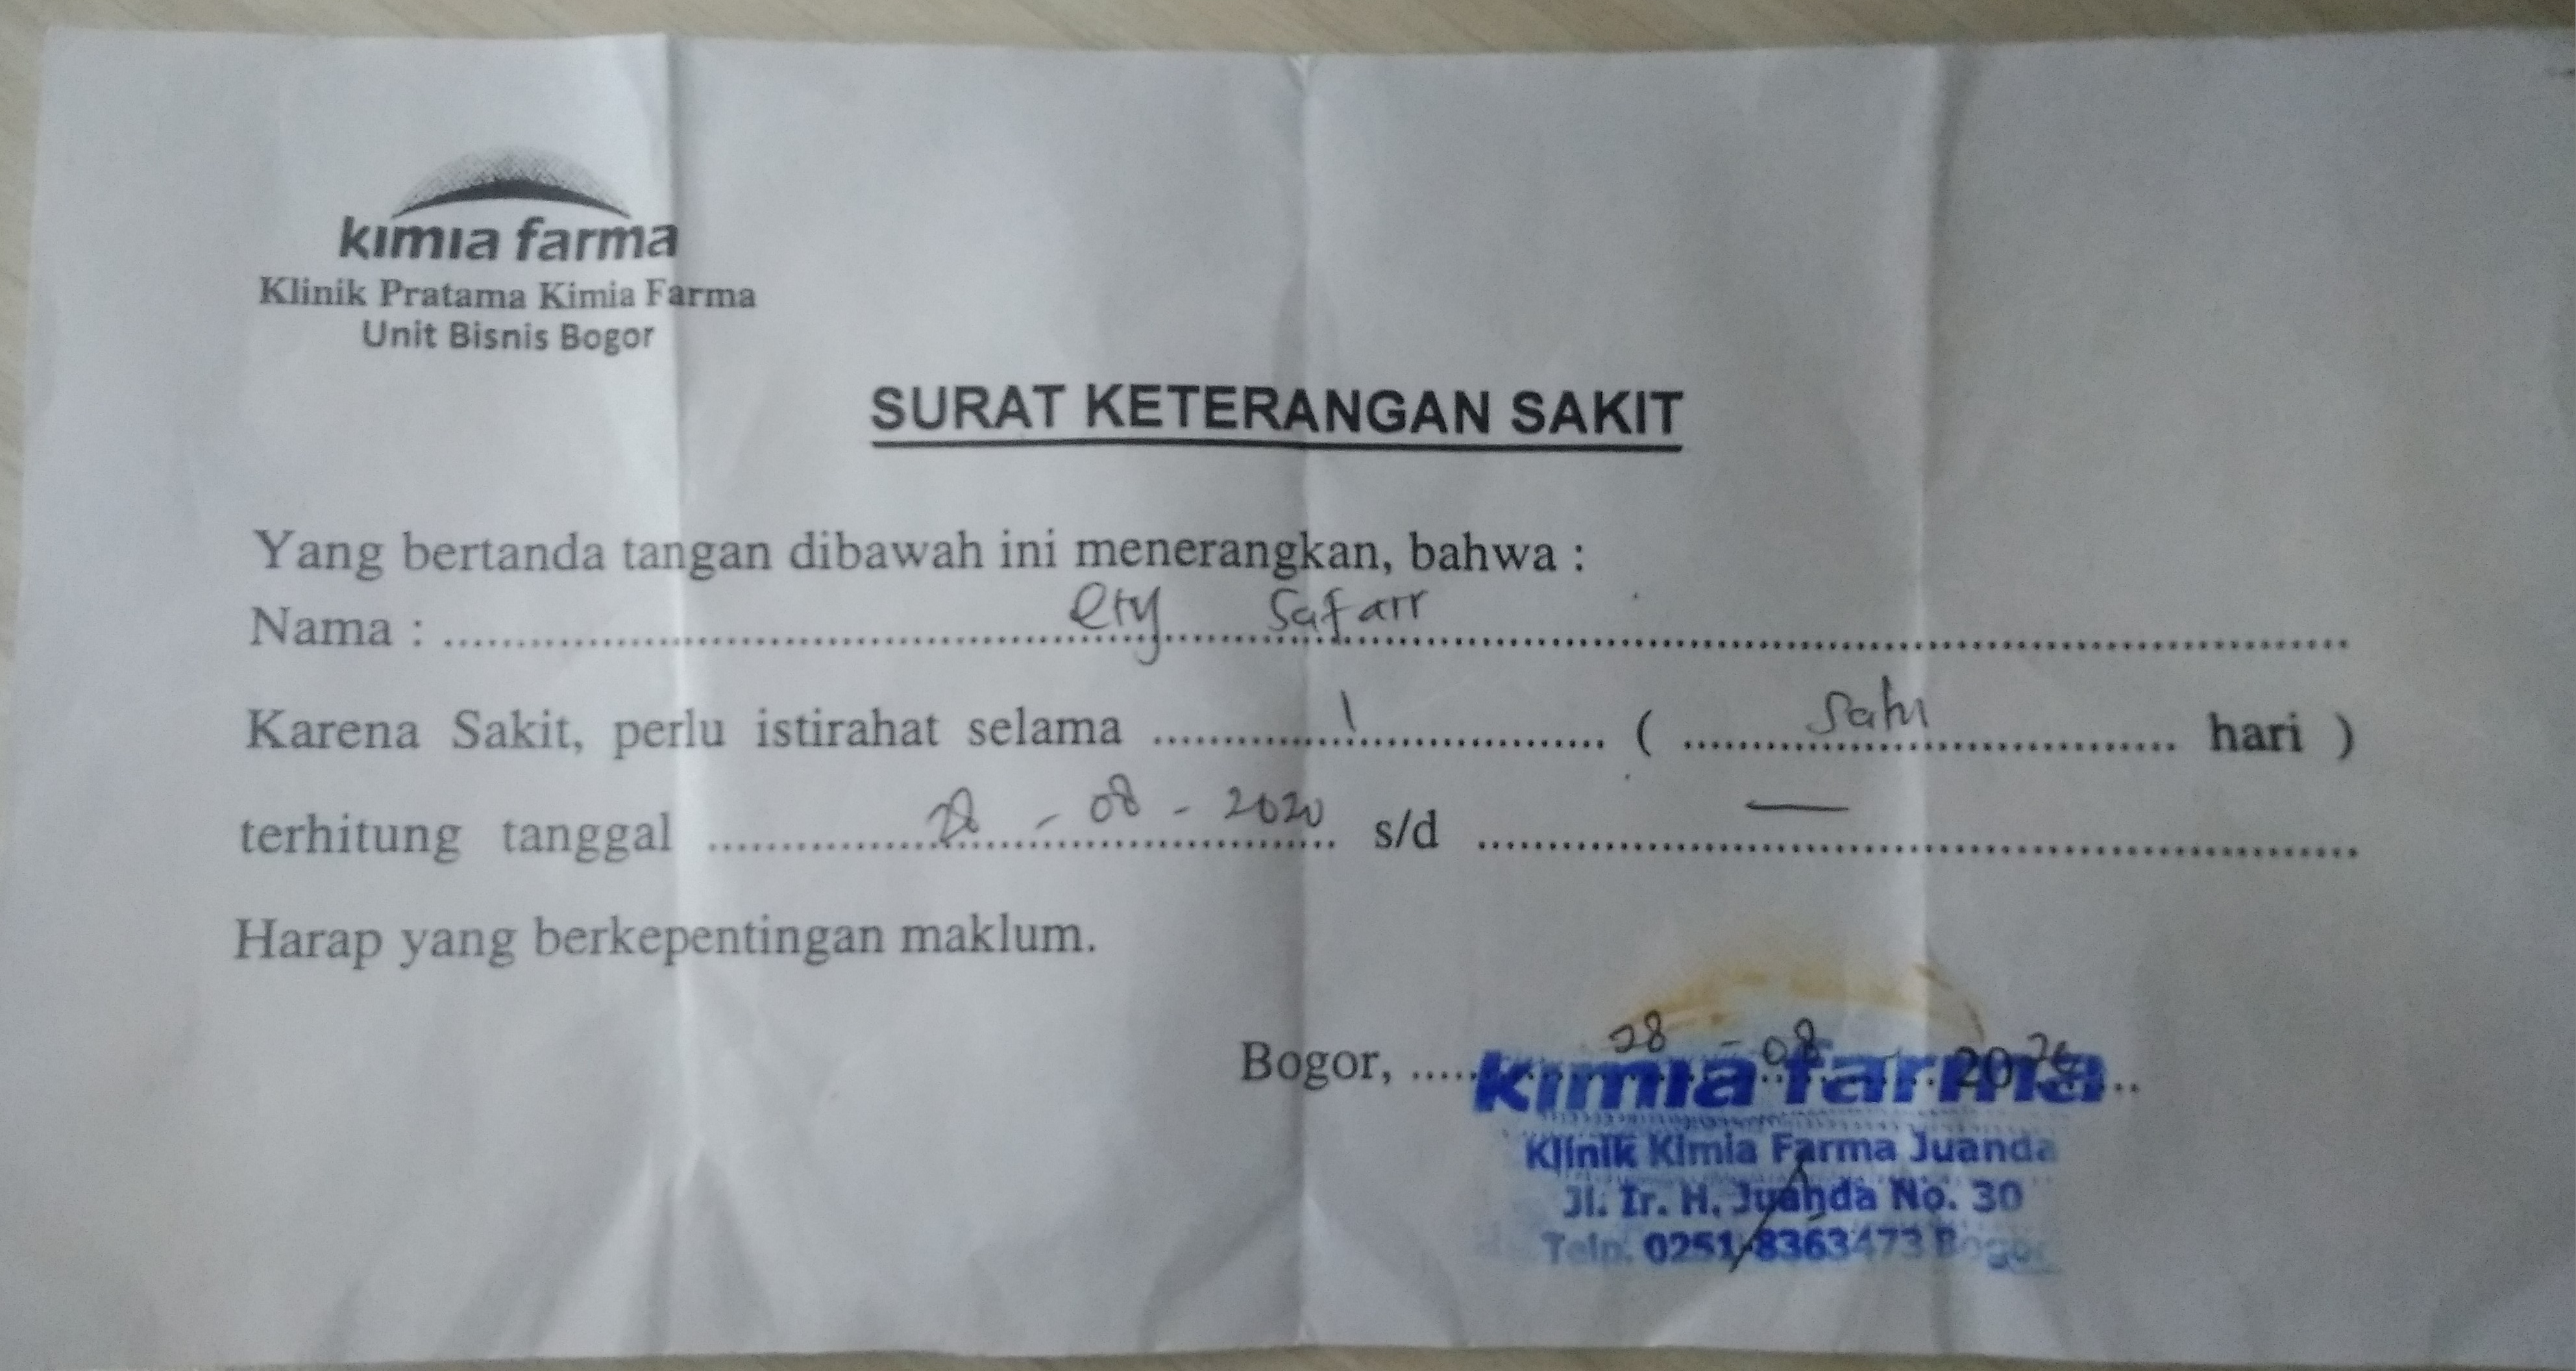 kimia farma
Klinik Pratama Kimia Farma
Unit Bisnis Bogor
SURAT KETERANGAN SAKIT
Yang bertanda tangan dibawah ini menerangkan, bahwa :
Nama : Ety Safarr
Karena Sakit, perlu istirahat selama 1 ( satu hari )
terhitung tanggal 28 - 08 - 2020 s/d —
Harap yang berkepentingan maklum.
Bogor, 28 - 08 2020
kimia farma
Klinik Kimia Farma Juanda
Jl. Ir. H. Juanda No. 30
Telp. 0251/8363473 Bogor